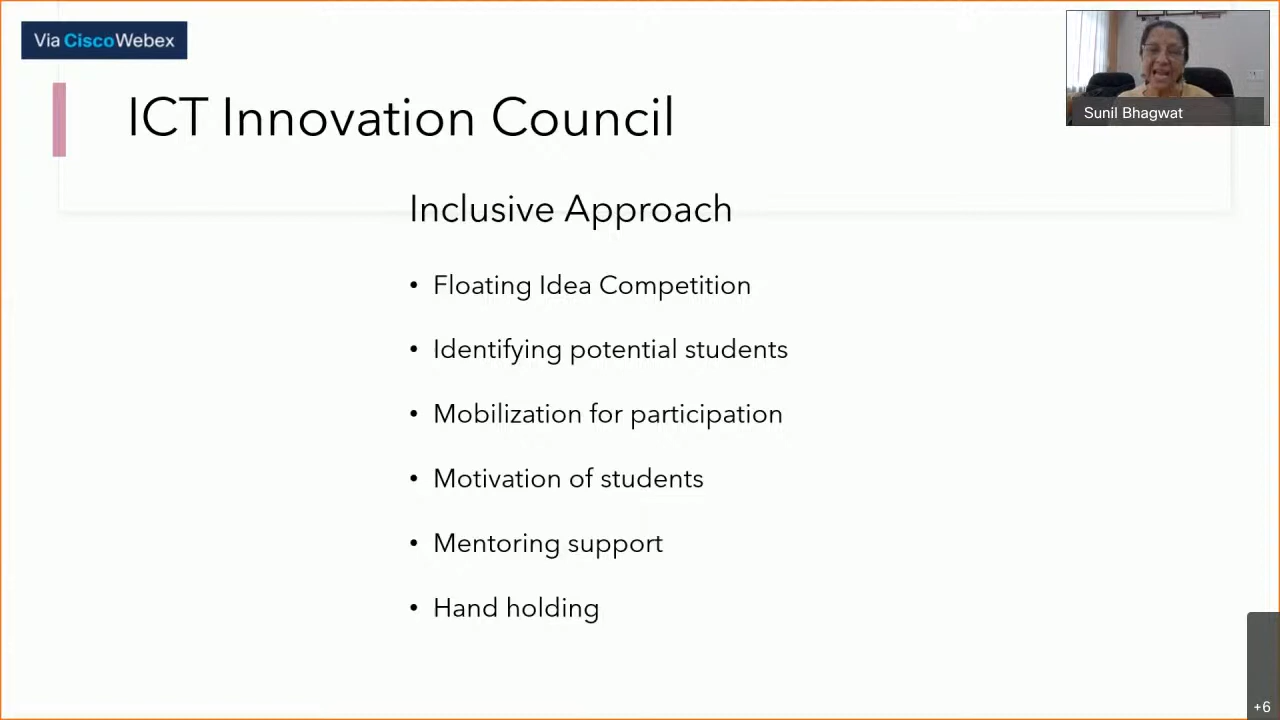 Via CiscoWebex
Sunil Bhagwat
ICT Innovation Council
Inclusive Approach
• Floating Idea Competition
• Identifying potential students
• Mobilization for participation
• Motivation of students
• Mentoring support
• Hand holding
+6